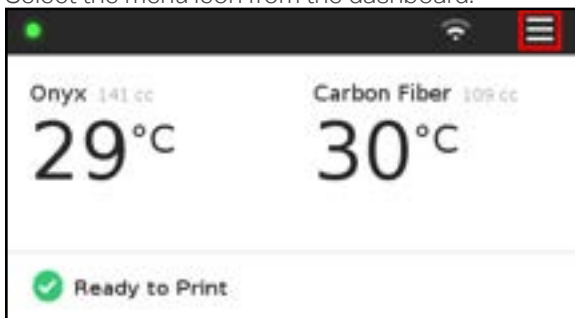 Select the menu icon from the dashboard.
Onyx 141 cc Carbon Fiber 109 cc
29°C 30°C
Ready to Print